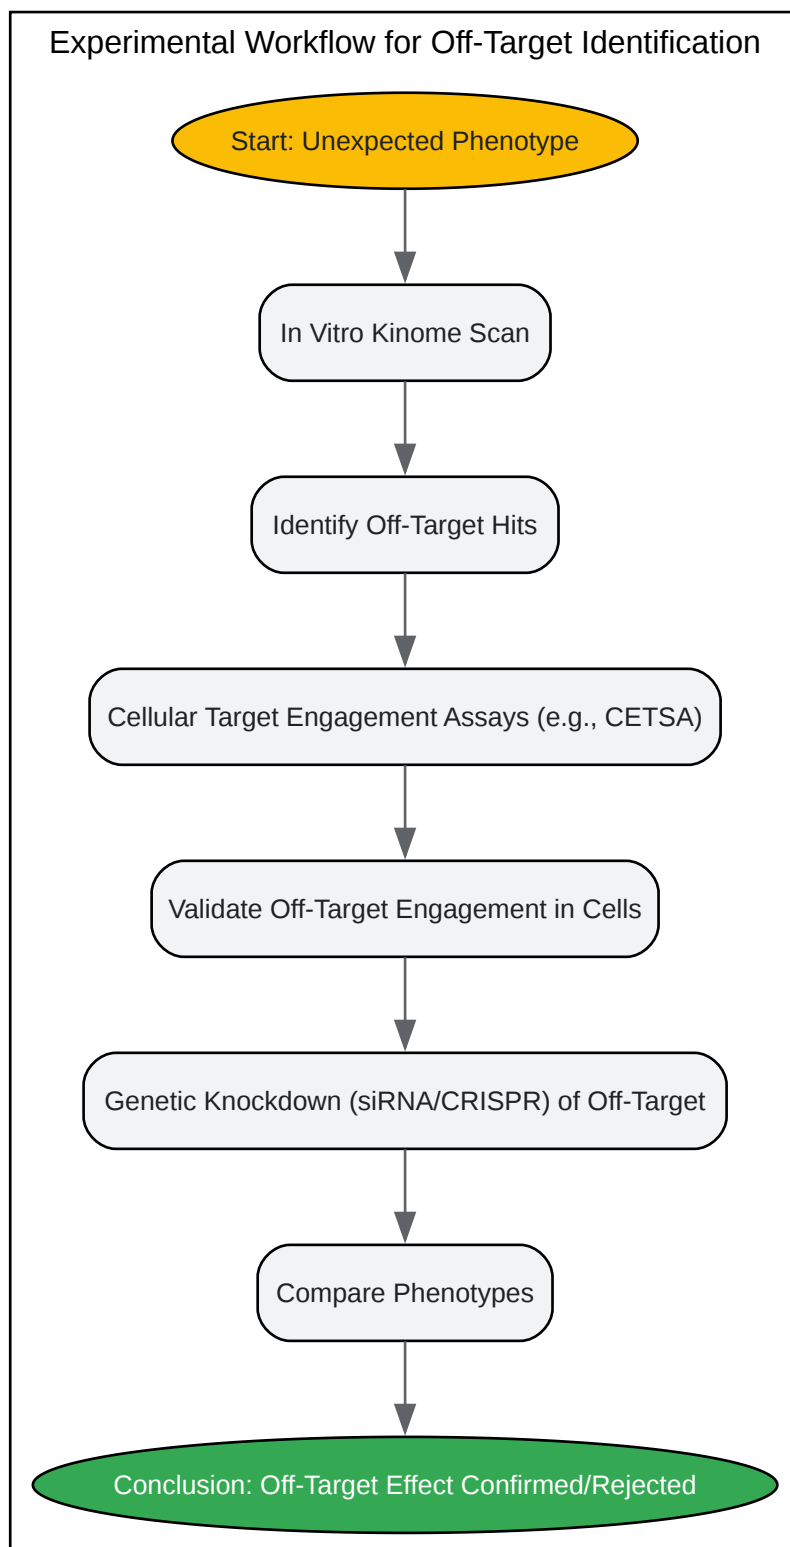 Experimental Workflow for Off-Target Identification
Start: Unexpected Phenotype
In Vitro Kinome Scan
Identify Off-Target Hits
Cellular Target Engagement Assays (e.g., CETSA)
Validate Off-Target Engagement in Cells
Genetic Knockdown (siRNA/CRISPR) of Off-Target
Compare Phenotypes
Conclusion: Off-Target Effect Confirmed/Rejected